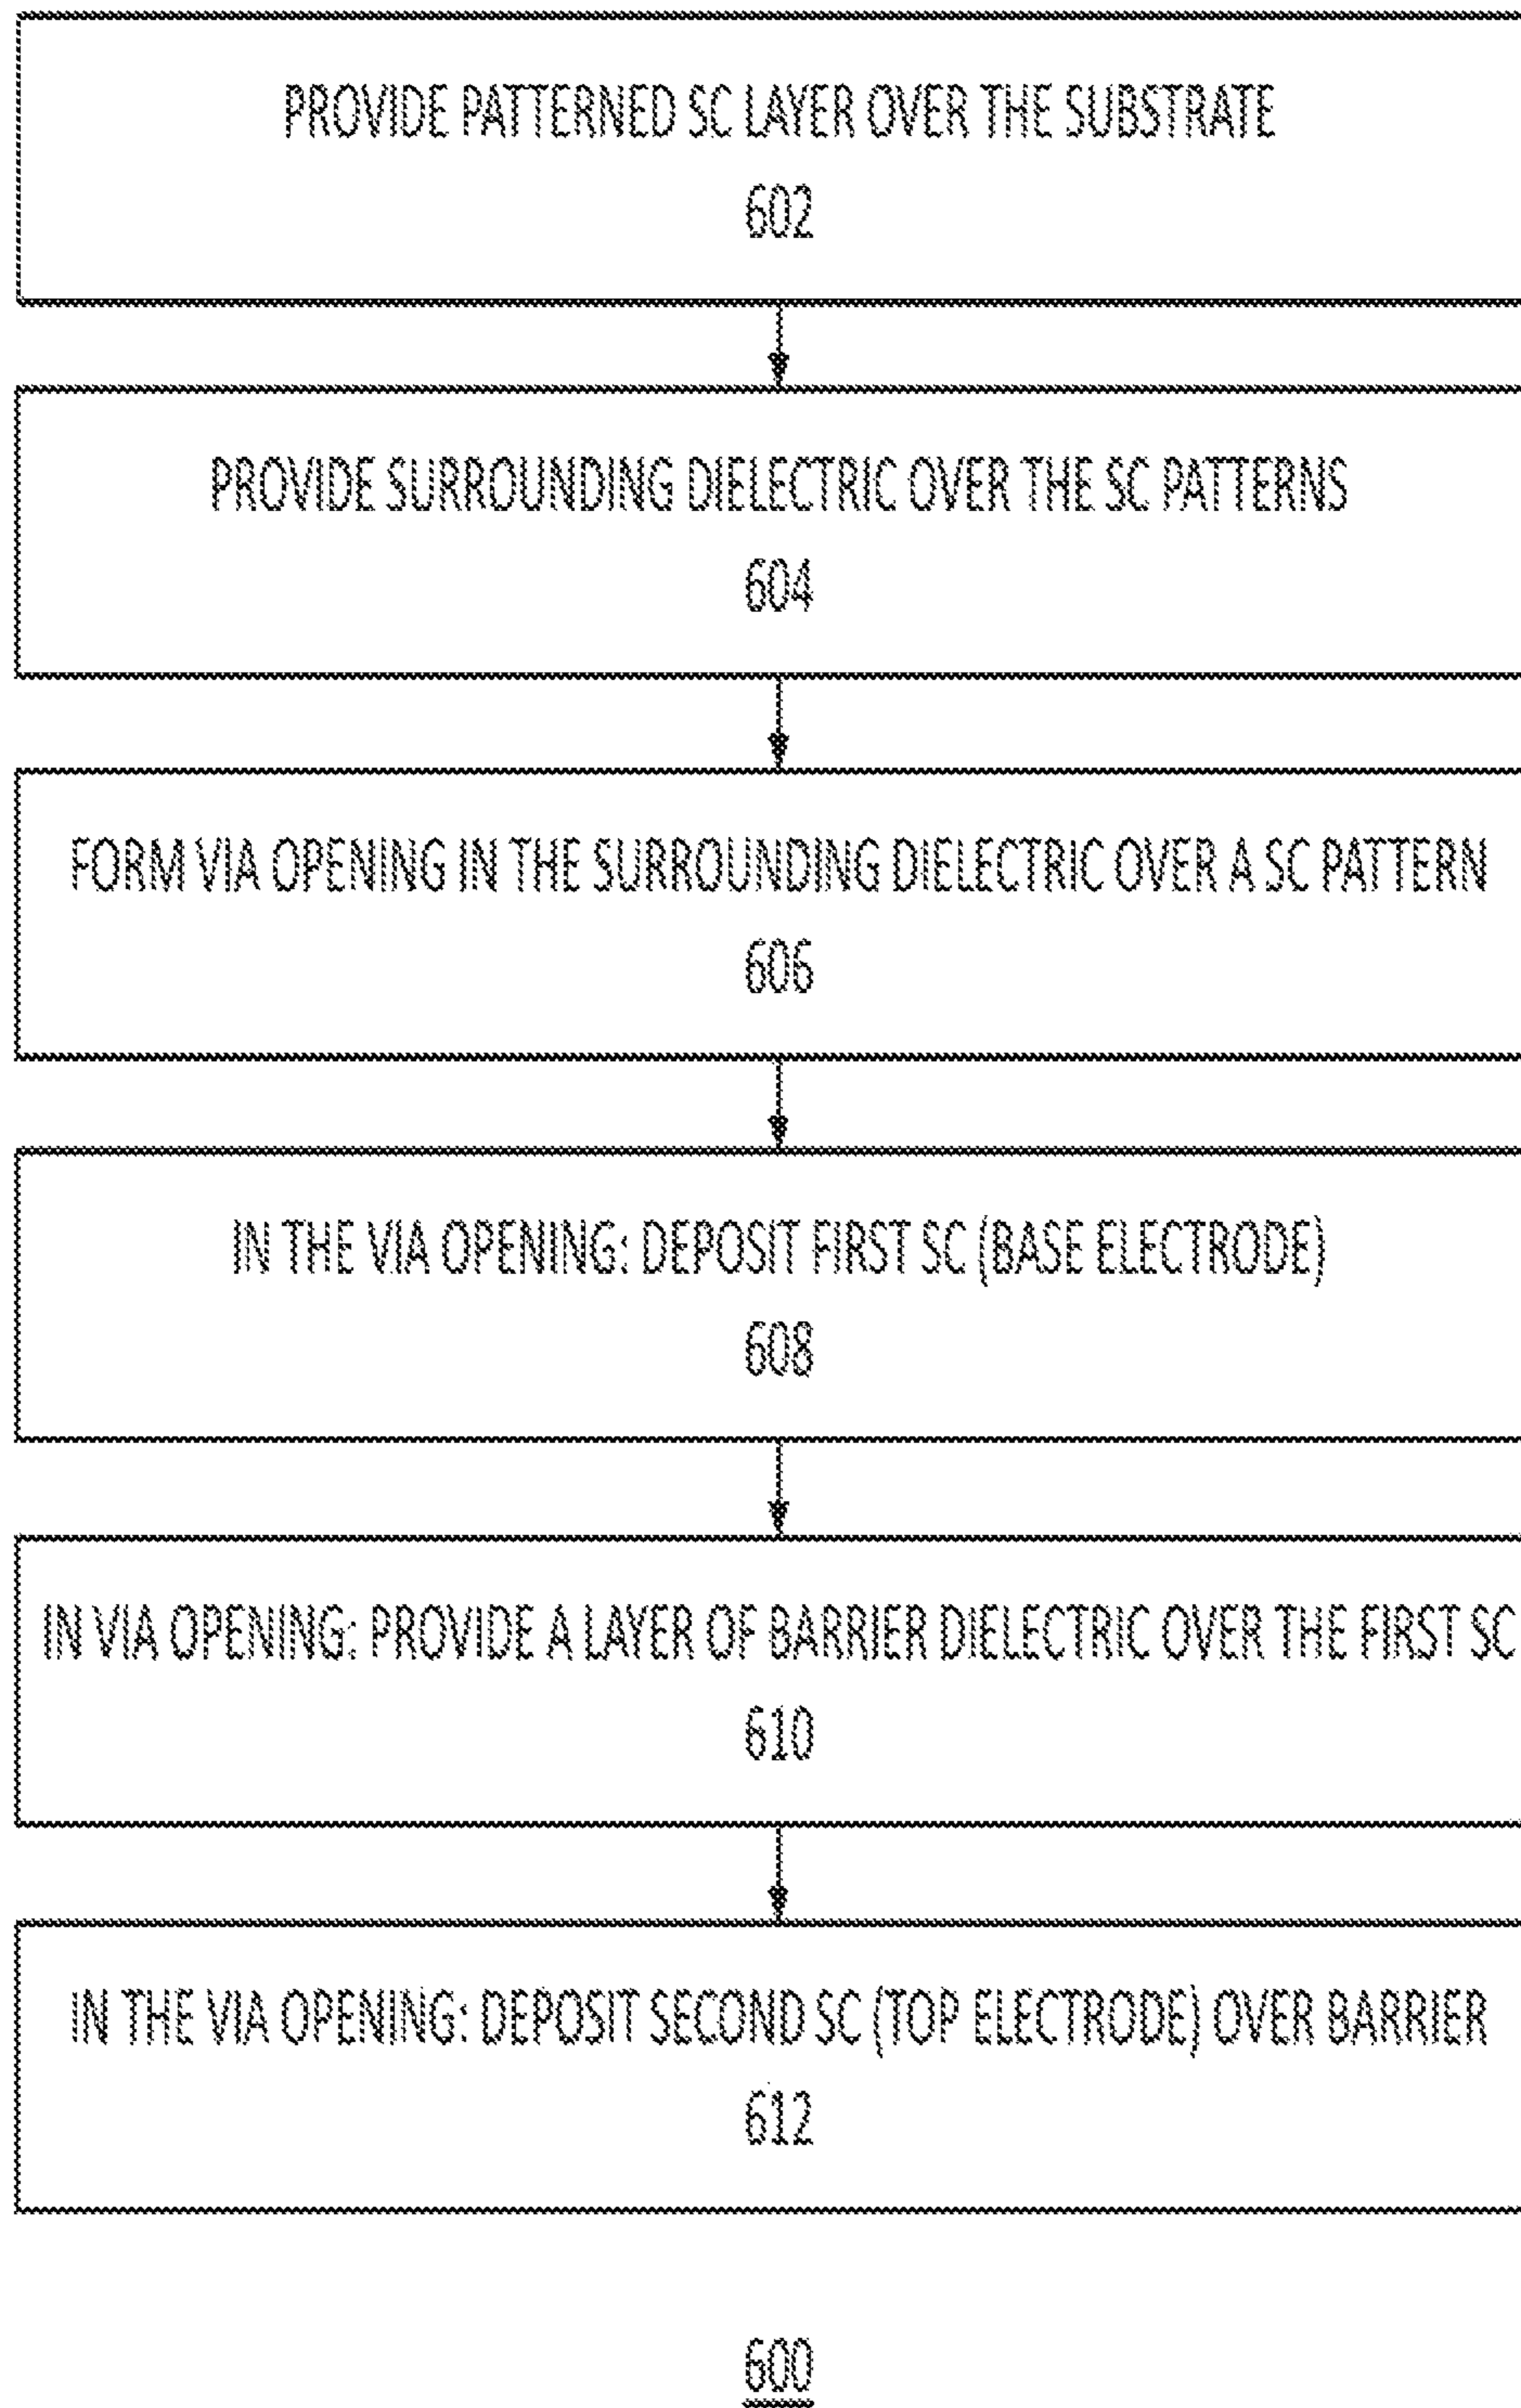 PROVIDE PATTERNED SC LAYER OVER THE SUBSTRATE
602
PROVIDE SURROUNDING DIELECTRIC OVER THE SC PATTERNS
604
FORM VIA OPENING IN THE SURROUNDING DIELECTRIC OVER A SC PATTERN
606
IN THE VIA OPENING: DEPOSIT FIRST SC (BASE ELECTRODE)
608
IN VIA OPENING: PROVIDE A LAYER OF BARRIER DIELECTRIC OVER THE FIRST SC
610
IN THE VIA OPENING: DEPOSIT SECOND SC (TOP ELECTRODE) OVER BARRIER
612
600